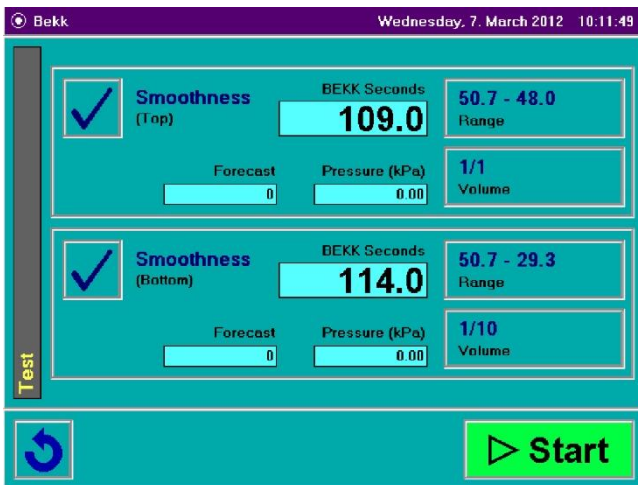 Bekk
Wednesday, 7. March 2012 10:11:49
Test
Smoothness
(Top)
BEKK Seconds
109.0
50.7 - 48.0
Range
Forecast
0
Pressure (kPa)
0.00
1/1
Volume
Smoothness
(Bottom)
BEKK Seconds
114.0
50.7 - 29.3
Range
Forecast
0
Pressure (kPa)
0.00
1/10
Volume
Start